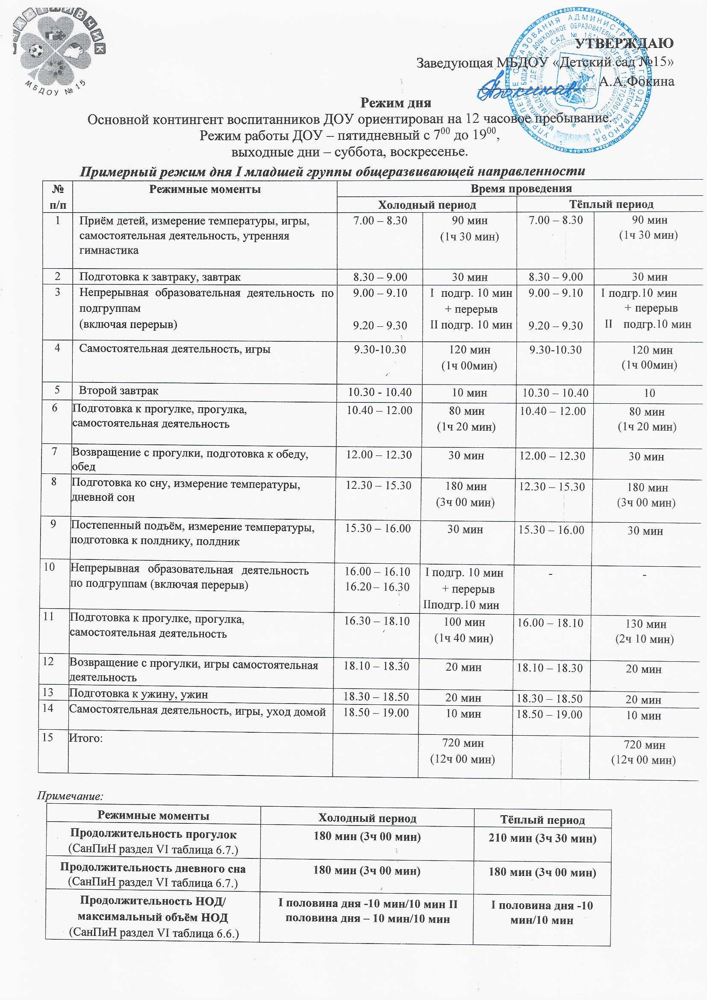 МБДОУ № 15
УТВЕРЖДАЮ
Заведующая МБДОУ «Детский сад №15»
А.А.Фокина
Режим дня
Основной контингент воспитанников ДОУ ориентирован на 12 часовое пребывание.
Режим работы ДОУ – пятидневный с 7⁰⁰ до 19⁰⁰,
выходные дни – суббота, воскресенье.
Примерный режим дня I младшей группы общеразвивающей направленности
№ п/п Режимные моменты Время проведения
Холодный период Тёплый период
1 Приём детей, измерение температуры, игры, 7.00 – 8.30 90 мин 7.00 – 8.30 90 мин
самостоятельная деятельность, утренняя (1ч 30 мин) (1ч 30 мин)
гимнастика
2 Подготовка к завтраку, завтрак 8.30 – 9.00 30 мин 8.30 – 9.00 30 мин
3 Непрерывная образовательная деятельность по 9.00 – 9.10 I подгр. 10 мин 9.00 – 9.10 I подгр.10 мин
подгруппам + перерыв + перерыв
(включая перерыв) 9.20 – 9.30 II подгр. 10 мин 9.20 – 9.30 II подгр.10 мин
4 Самостоятельная деятельность, игры 9.30-10.30 120 мин 9.30-10.30 120 мин
(1ч 00мин) (1ч 00мин)
5 Второй завтрак 10.30 - 10.40 10 мин 10.30 – 10.40 10
6 Подготовка к прогулке, прогулка, 10.40 – 12.00 80 мин 10.40 – 12.00 80 мин
самостоятельная деятельность (1ч 20 мин) (1ч 20 мин)
7 Возвращение с прогулки, подготовка к обеду, 12.00 – 12.30 30 мин 12.00 – 12.30 30 мин
обед
8 Подготовка ко сну, измерение температуры, 12.30 – 15.30 180 мин 12.30 – 15.30 180 мин
дневной сон (3ч 00 мин) (3ч 00 мин)
9 Постепенный подъём, измерение температуры, 15.30 – 16.00 30 мин 15.30 – 16.00 30 мин
подготовка к полднику, полдник
10 Непрерывная образовательная деятельность 16.00 – 16.10 I подгр. 10 мин - -
по подгруппам (включая перерыв) 16.20 – 16.30 + перерыв
IIподгр.10 мин
11 Подготовка к прогулке, прогулка, 16.30 – 18.10 100 мин 16.00 – 18.10 130 мин
самостоятельная деятельность (1ч 40 мин) (2ч 10 мин)
12 Возвращение с прогулки, игры самостоятельная 18.10 – 18.30 20 мин 18.10 – 18.30 20 мин
деятельность
13 Подготовка к ужину, ужин 18.30 – 18.50 20 мин 18.30 – 18.50 20 мин
14 Самостоятельная деятельность, игры, уход домой 18.50 – 19.00 10 мин 18.50 – 19.00 10 мин
15 Итого: 720 мин 720 мин
(12ч 00 мин) (12ч 00 мин)
Примечание:
Режимные моменты Холодный период Тёплый период
Продолжительность прогулок 180 мин (3ч 00 мин) 210 мин (3ч 30 мин)
(СанПиН раздел VI таблица 6.7.)
Продолжительность дневного сна 180 мин (3ч 00 мин) 180 мин (3ч 00 мин)
(СанПиН раздел VI таблица 6.7.)
Продолжительность НОД/ I половина дня -10 мин/10 мин II I половина дня -10
максимальный объём НОД половина дня – 10 мин/10 мин мин/10 мин
(СанПиН раздел VI таблица 6.6.)